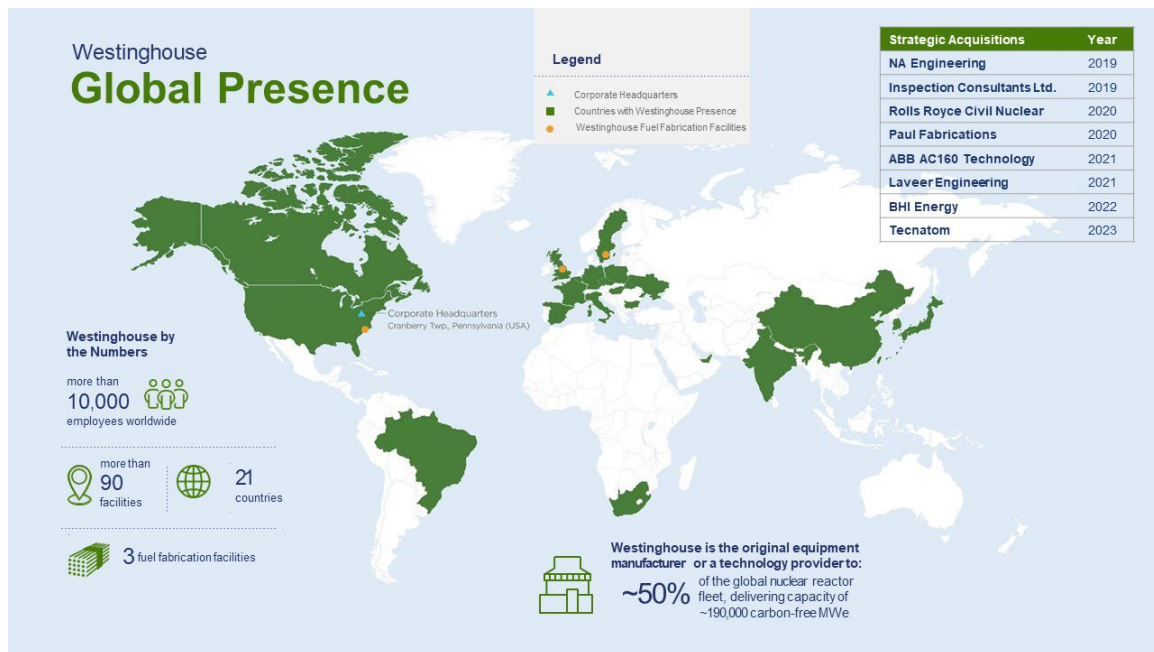 Westinghouse
Global Presence
Legend
Corporate Headquarters
Countries with Westinghouse Presence
Westinghouse Fuel Fabrication Facilities
Strategic Acquisitions Year
NA Engineering 2019
Inspection Consultants Ltd. 2019
Rolls Royce Civil Nuclear 2020
Paul Fabrications 2020
ABB AC160 Technology 2021
Laveer Engineering 2021
BHI Energy 2022
Tecnatom 2023
Corporate Headquarters
Cranberry Twp., Pennsylvania (USA)
Westinghouse by
the Numbers
more than
10,000
employees worldwide
more than
90
facilities
21
countries
3 fuel fabrication facilities
Westinghouse is the original equipment
manufacturer or a technology provider to:
~50%
of the global nuclear reactor
fleet, delivering capacity of
~190,000 carbon-free MWe